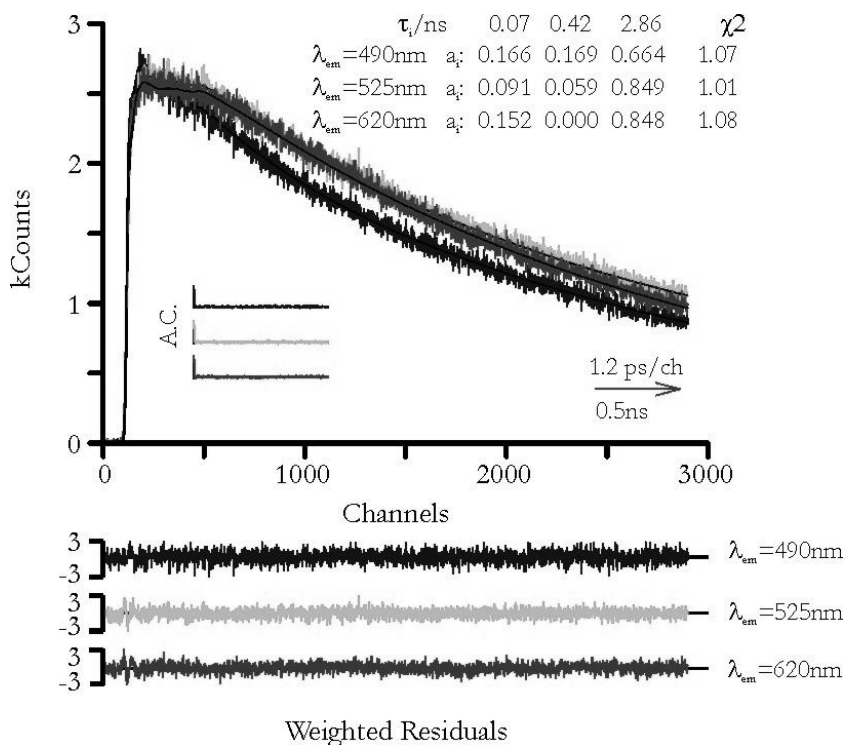 τi/ns 0.07 0.42 2.86 χ2
λem=490nm ai: 0.166 0.169 0.664 1.07
λem=525nm ai: 0.091 0.059 0.849 1.01
λem=620nm ai: 0.152 0.000 0.848 1.08
3
2
1
0
kCounts
A.C.
1.2 ps/ch
0.5ns
0 1000 2000 3000
Channels
3
-3
λem=490nm
3
-3
λem=525nm
3
-3
λem=620nm
Weighted Residuals